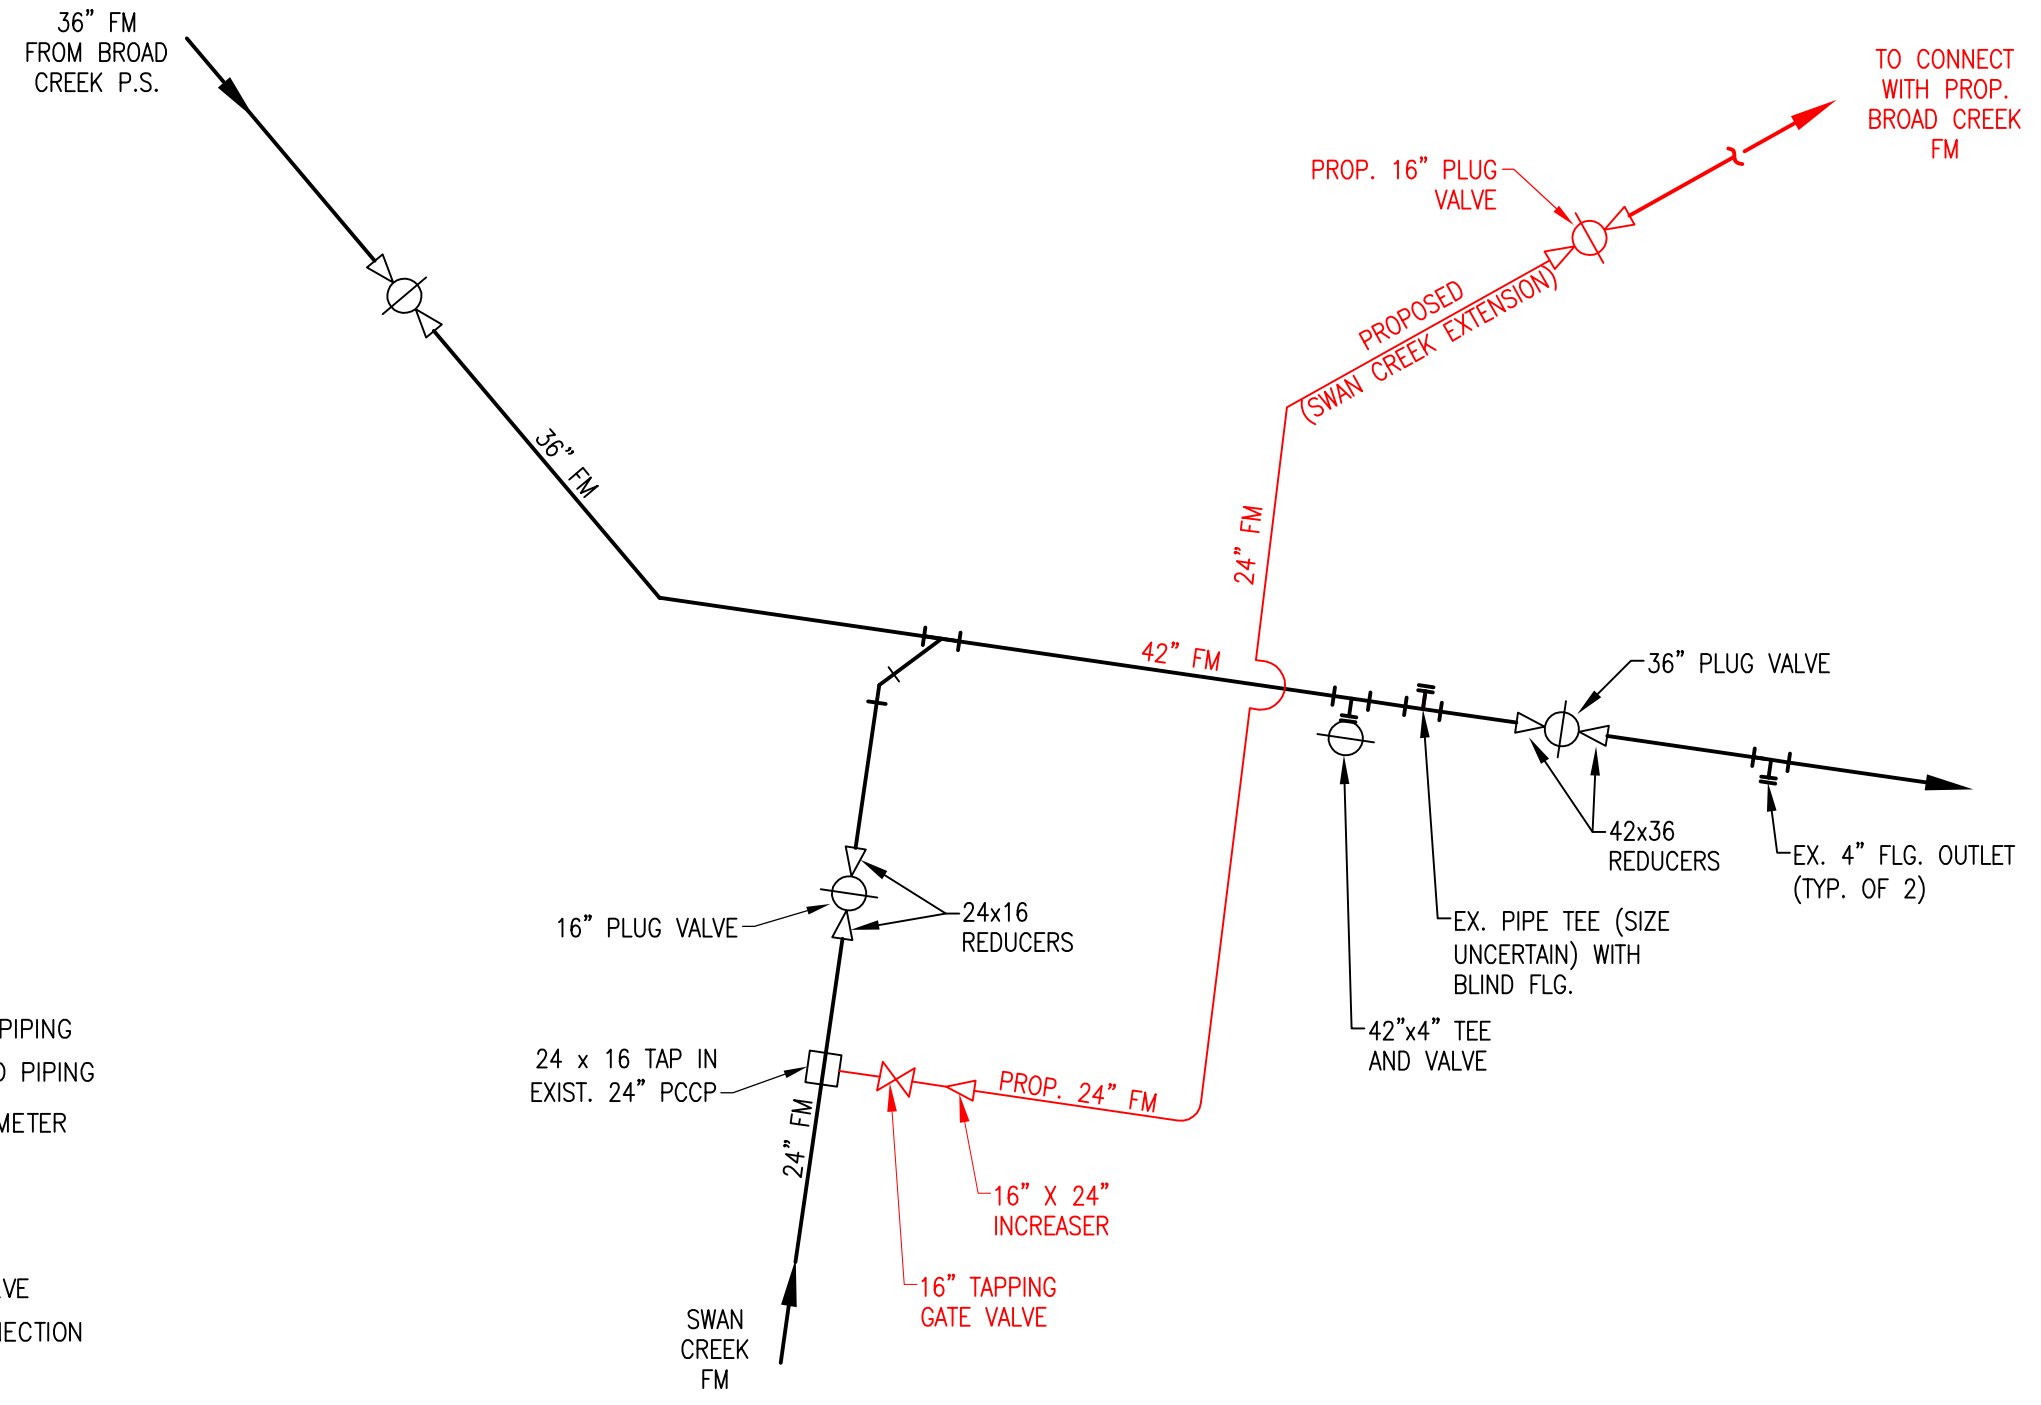 36" FM
FROM BROAD
CREEK P.S.
TO CONNECT
WITH PROP.
BROAD CREEK
FM
PROP. 16" PLUG
VALVE
PROPOSED
(SWAN CREEK EXTENSION)
36" FM
24" FM
42" FM
36" PLUG VALVE
42x36
REDUCERS
EX. 4" FLG. OUTLET
(TYP. OF 2)
16" PLUG VALVE
24x16
REDUCERS
EX. PIPE TEE (SIZE
UNCERTAIN) WITH
BLIND FLG.
42"x4" TEE
AND VALVE
PIPING
PIPING
METER
24 x 16 TAP IN
EXIST. 24" PCCP
PROP. 24" FM
24" FM
16" X 24"
INCREASER
16" TAPPING
GATE VALVE
SWAN
CREEK
FM